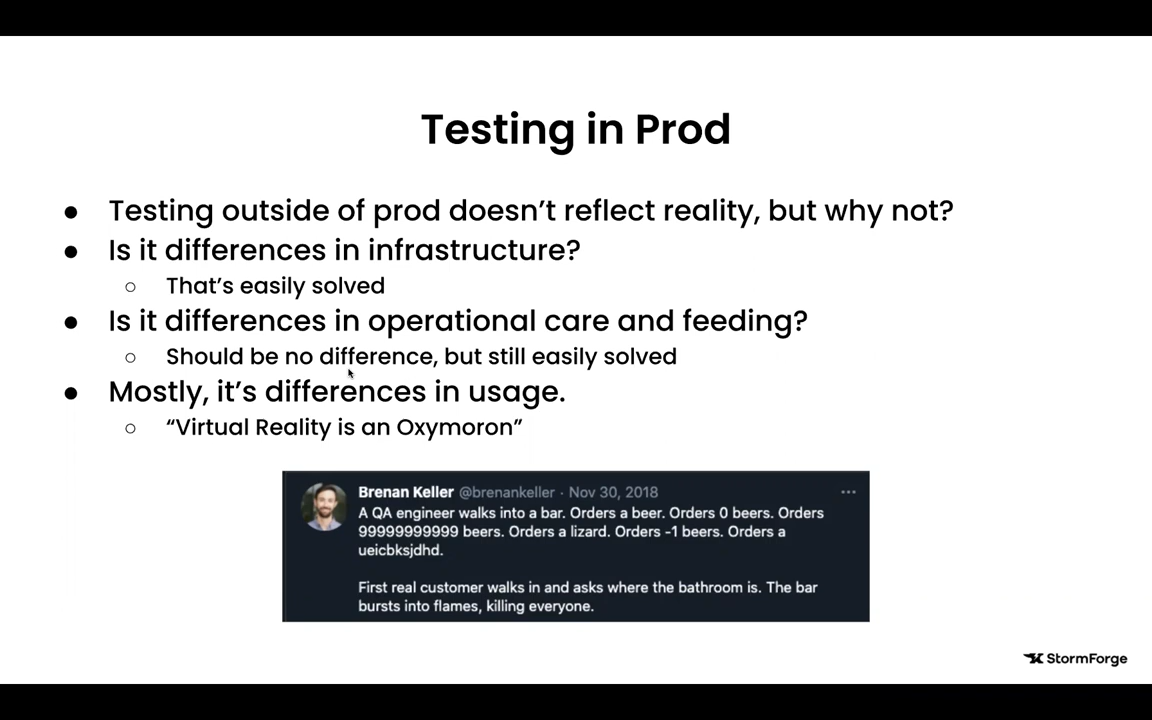 Testing in Prod
● Testing outside of prod doesn’t reflect reality, but why not?
● Is it differences in infrastructure?
○ That’s easily solved
● Is it differences in operational care and feeding?
○ Should be no difference, but still easily solved
● Mostly, it’s differences in usage.
○ “Virtual Reality is an Oxymoron”
Brenan Keller @brenankeller · Nov 30, 2018 ···
A QA engineer walks into a bar. Orders a beer. Orders 0 beers. Orders
99999999999 beers. Orders a lizard. Orders -1 beers. Orders a
ueicbksjdhd.
First real customer walks in and asks where the bathroom is. The bar
bursts into flames, killing everyone.
StormForge